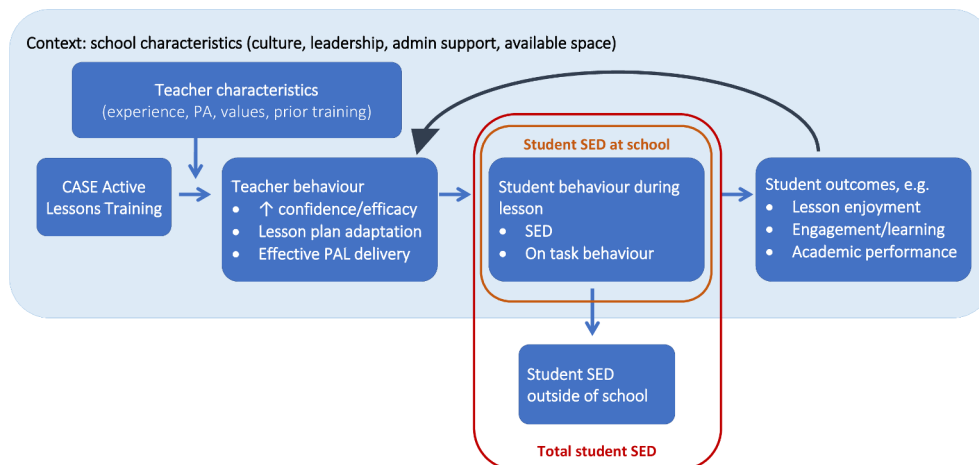 Context: school characteristics (culture, leadership, admin support, available space)
Teacher characteristics
(experience, PA, values, prior training)
CASE Active
Lessons Training
Teacher behaviour
• ↑ confidence/efficacy
• Lesson plan adaptation
• Effective PAL delivery
Student SED at school
Student behaviour during
lesson
• SED
• On task behaviour
Student outcomes, e.g.
• Lesson enjoyment
• Engagement/learning
• Academic performance
Student SED
outside of school
Total student SED